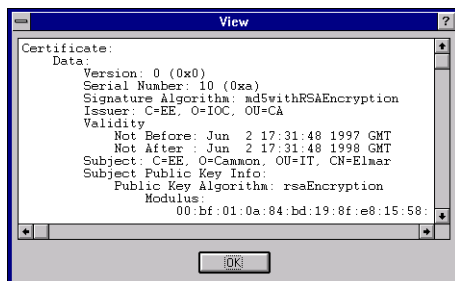 View
?
Certificate:
Data:
Version: 0 (0x0)
Serial Number: 10 (0xa)
Signature Algorithm: md5withRSAEncryption
Issuer: C=EE, O=IOC, OU=CA
Validity
Not Before: Jun  2 17:31:48 1997 GMT
Not After : Jun  2 17:31:48 1998 GMT
Subject: C=EE, O=Cammon, OU=IT, CN=Elmar
Subject Public Key Info:
Public Key Algorithm: rsaEncryption
Modulus:
00:bf:01:0a:84:bd:19:8f:e8:15:58:
OK